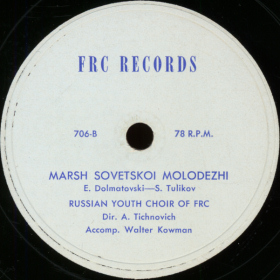 FRC RECORDS
706-B 78 R.P.M.
MARSH SOVETSKOI MOLODEZHI
E. Dolmatovski—S. Tulikov
RUSSIAN YOUTH CHOIR OF FRC
Dir. A. Tichnovich
Accomp. Walter Kowman